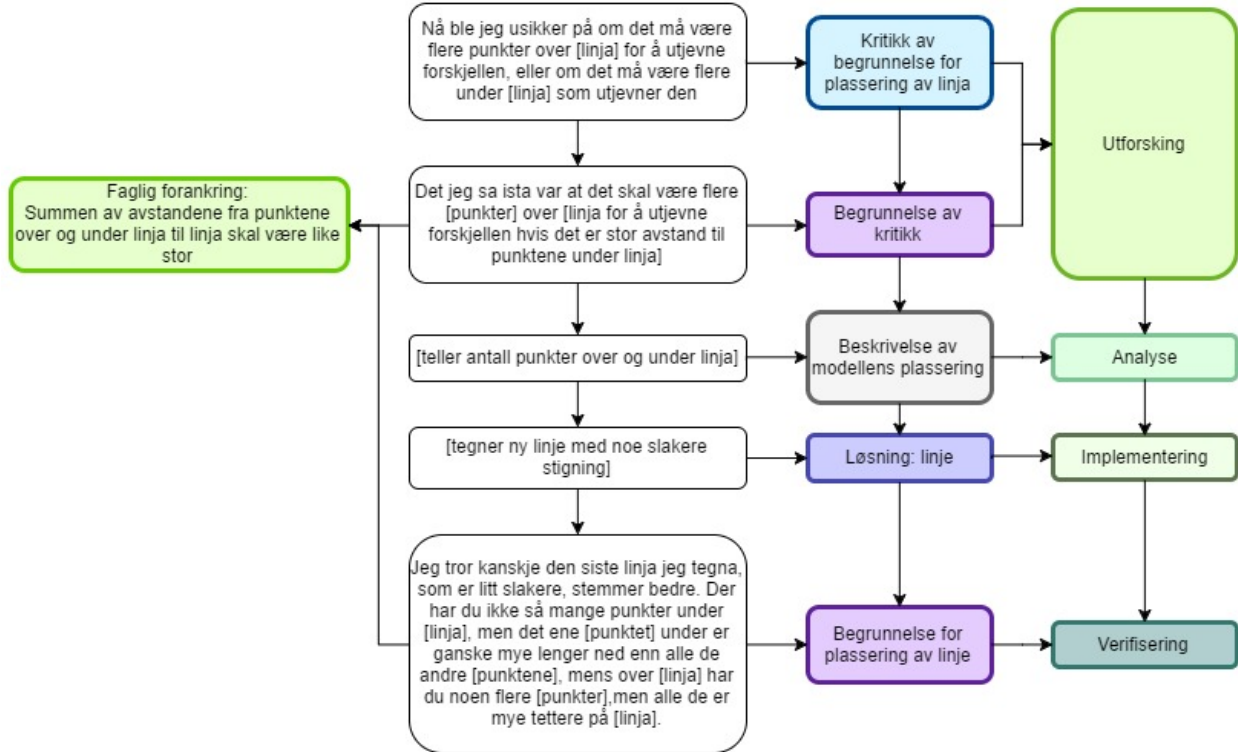 Nå ble jeg usikker på om det må være
flere punkter over [linja] for å utjevne
forskjellen, eller om det må være flere
under [linja] som utjevner den
Kritikk av
begrunnelse for
plassering av linja
Utforsking
Faglig forankring:
Summen av avstandene fra punktene
over og under linja til linja skal være like
stor
Det jeg sa ista var at det skal være flere
[punkter] over [linja for å utjevne
forskjellen hvis det er stor avstand til
punktene under linja]
Begrunnelse av
kritikk
[teller antall punkter over og under linja]
Beskrivelse av
modellens plassering
Analyse
[tegner ny linje med noe slakere
stigning]
Løsning: linje
Implementering
Jeg tror kanskje den siste linja jeg tegna,
som er litt slakere, stemmer bedre. Der
har du ikke så mange punkter under
[linja], men det ene [punktet] under er
ganske mye lenger ned enn alle de
andre [punktene], mens over [linja] har
du noen flere [punkter],men alle de er
mye tettere på [linja].
Begrunnelse for
plassering av linje
Verifisering